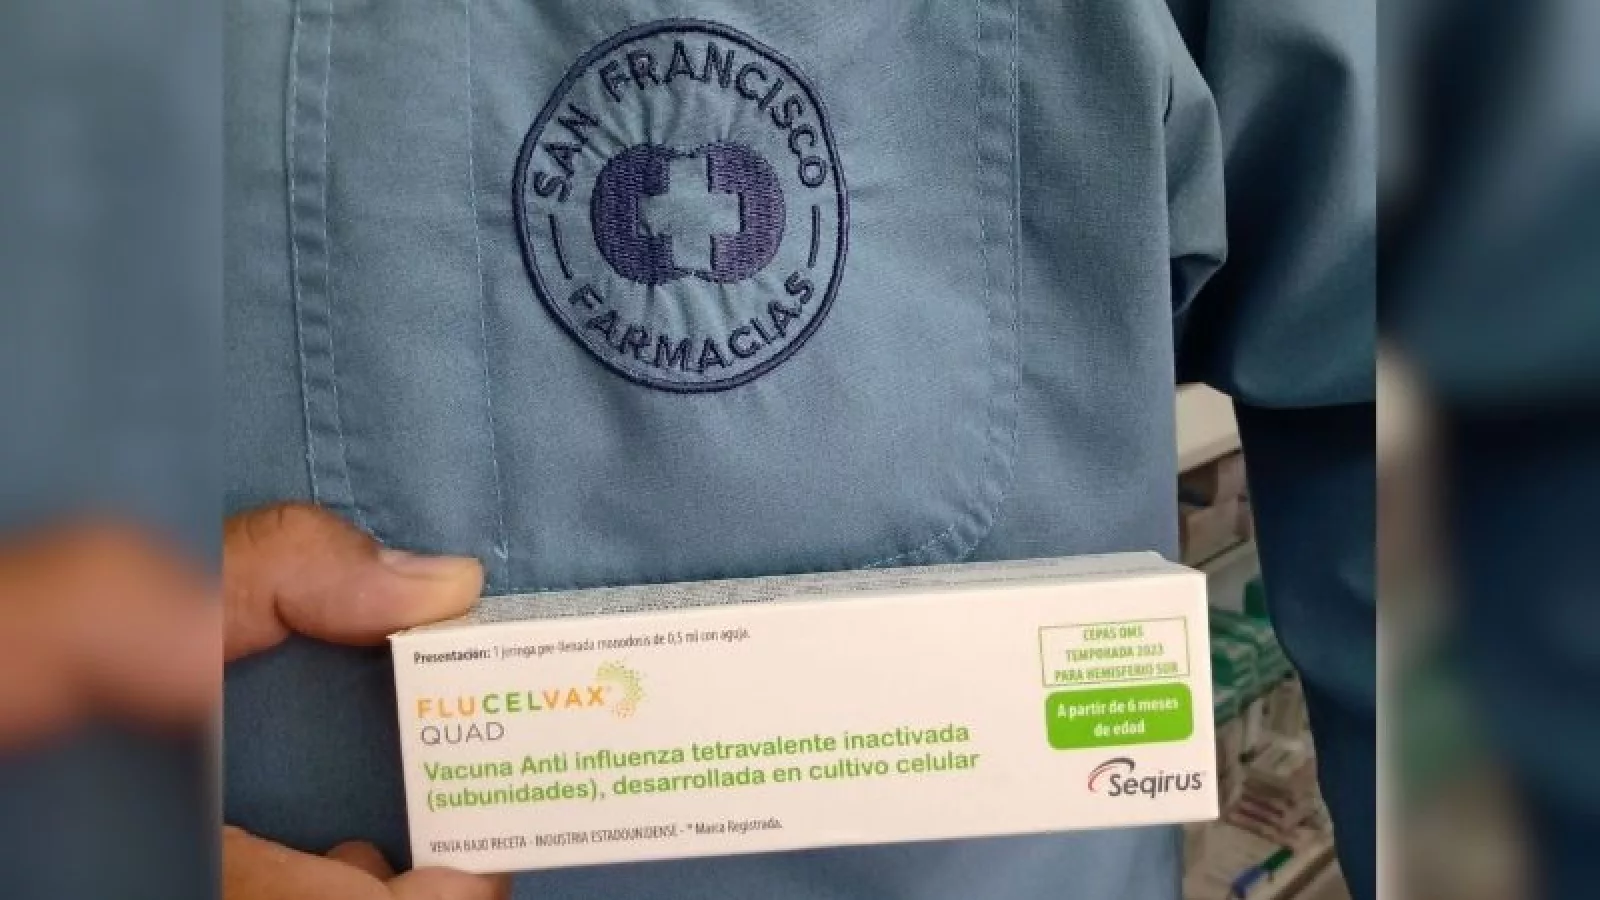 SAN FRANCISCO
FARMACIAS
Presentación: 1 jeringa pre-llenada monodosis de 0,5 ml con aguja.
FLUCELVAX®
QUAD
Vacuna Anti influenza tetravalente inactivada
(subunidades), desarrollada en cultivo celular
VENTA BAJO RECETA - INDUSTRIA ESTADOUNIDENSE - ® Marca Registrada.
CEPAS OMS
TEMPORADA 2023
PARA HEMISFERIO SUR
A partir de 6 meses
de edad
Seqirus